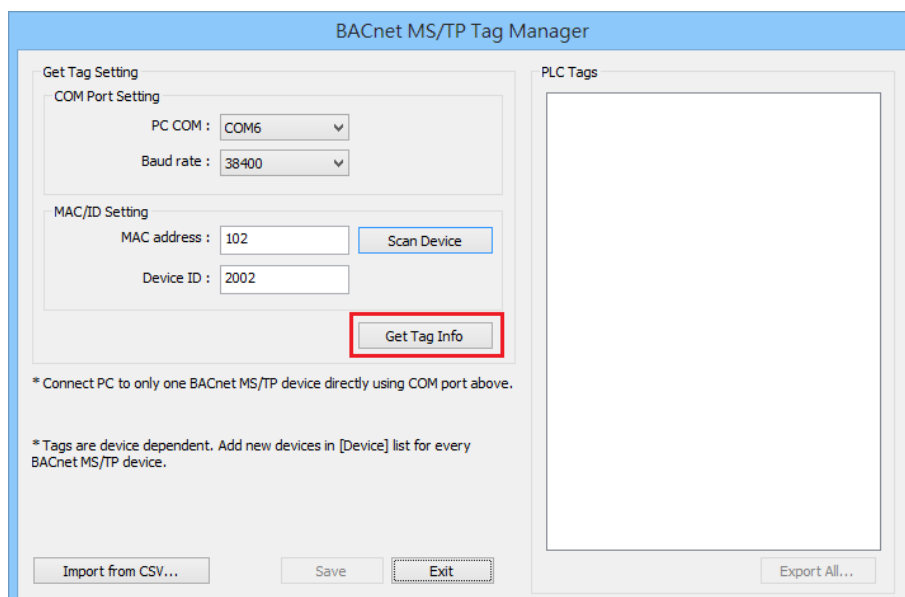 BACnet MS/TP Tag Manager
Get Tag Setting
COM Port Setting
PC COM : COM6
Baud rate : 38400
MAC/ID Setting
MAC address : 102 Scan Device
Device ID : 2002
Get Tag Info
* Connect PC to only one BACnet MS/TP device directly using COM port above.
* Tags are device dependent. Add new devices in [Device] list for every
BACnet MS/TP device.
Import from CSV... Save Exit
PLC Tags
Export All...